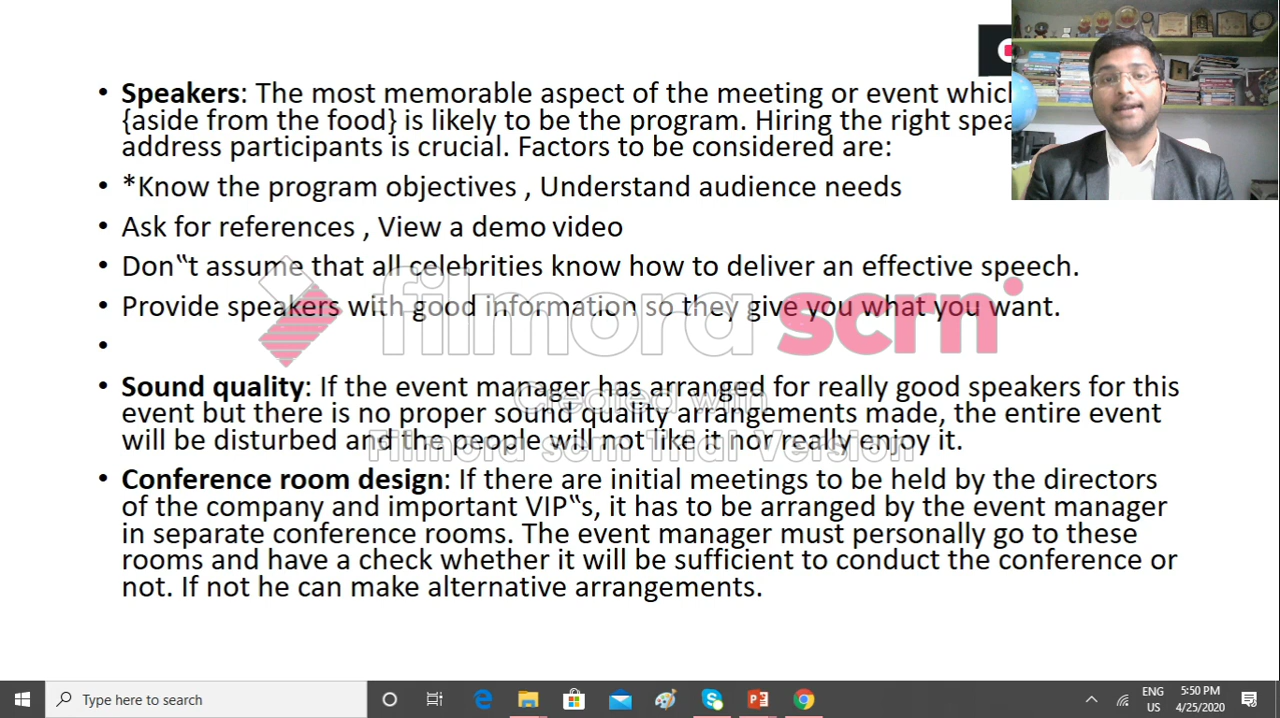 • Speakers: The most memorable aspect of the meeting or event
{aside from the food} is likely to be the program. Hiring the right
address participants is crucial. Factors to be considered are:
• *Know the program objectives , Understand audience needs
• Ask for references , View a demo video
• Don‟t assume that all celebrities know how to deliver an effective speech.
• Provide speakers with good information so they give you what you want.
•
filmora scrn
Created with
Filmora scrn Trial Version
• Sound quality: If the event manager has arranged for really good speakers for this
event but there is no proper sound quality arrangements made, the entire event
will be disturbed and the people will not like it nor really enjoy it.
• Conference room design: If there are initial meetings to be held by the directors
of the company and important VIP‟s, it has to be arranged by the event manager
in separate conference rooms. The event manager must personally go to these
rooms and have a check whether it will be sufficient to conduct the conference or
not. If not he can make alternative arrangements.
Type here to search
ENG
US
5:50 PM
4/25/2020